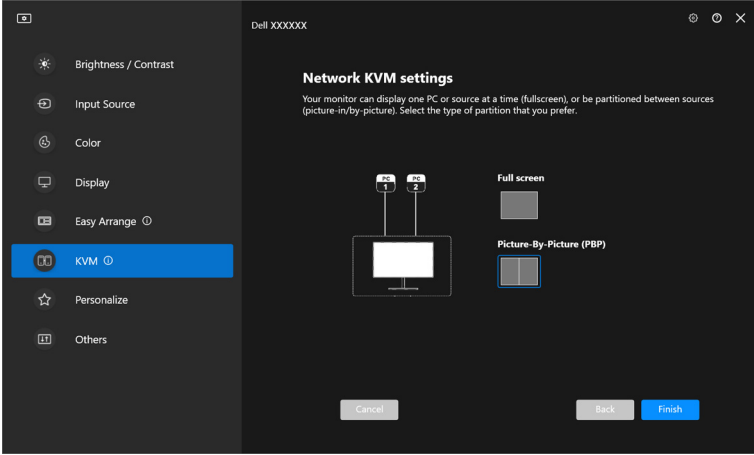 Dell XXXXXX
Brightness / Contrast
Input Source
Color
Display
Easy Arrange
KVM
Personalize
Others
Network KVM settings
Your monitor can display one PC or source at a time (fullscreen), or be partitioned between sources
(picture-in/by-picture). Select the type of partition that you prefer.
PC
1
PC
2
Full screen
Picture-By-Picture (PBP)
Cancel
Back
Finish